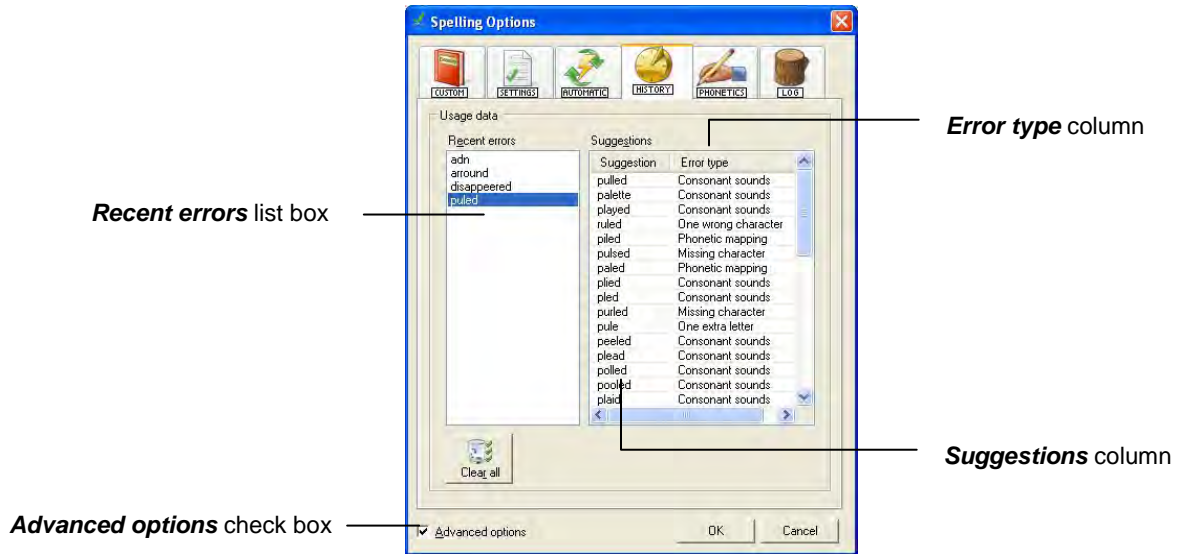 Spelling Options
CUSTOM SETTINGS AUTOMATIC HISTORY PHONETICS LOG
Usage data
Recent errors Suggestions
Error type column
Suggestion Error type
adn
arround
disappeered
puled
pulled Consonant sounds
palette Consonant sounds
played Consonant sounds
ruled One wrong character
piled Phonetic mapping
pulsed Missing character
paled Phonetic mapping
plied Consonant sounds
pled Consonant sounds
purled Missing character
pule One extra letter
peeled Consonant sounds
plead Consonant sounds
polled Consonant sounds
pooled Consonant sounds
plaid Consonant sounds
Recent errors list box
Clear all
Suggestions column
Advanced options check box
Advanced options OK Cancel